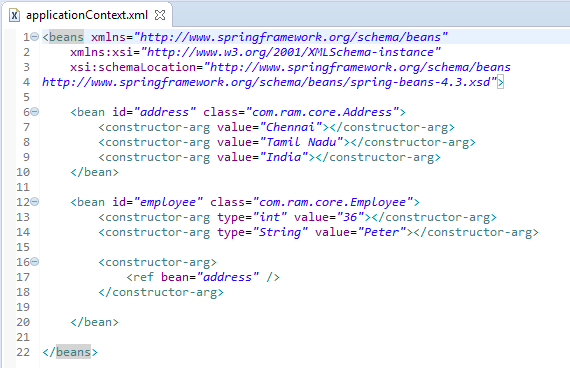 applicationContext.xml
1 <beans xmlns="http://www.springframework.org/schema/beans"
2     xmlns:xsi="http://www.w3.org/2001/XMLSchema-instance"
3     xsi:schemaLocation="http://www.springframework.org/schema/beans
4 http://www.springframework.org/schema/beans/spring-beans-4.3.xsd">
5
6     <bean id="address" class="com.ram.core.Address">
7         <constructor-arg value="Chennai"></constructor-arg>
8         <constructor-arg value="Tamil Nadu"></constructor-arg>
9         <constructor-arg value="India"></constructor-arg>
10     </bean>
11
12     <bean id="employee" class="com.ram.core.Employee">
13         <constructor-arg type="int" value="36"></constructor-arg>
14         <constructor-arg type="String" value="Peter"></constructor-arg>
15
16         <constructor-arg>
17             <ref bean="address" />
18         </constructor-arg>
19
20     </bean>
21
22 </beans>